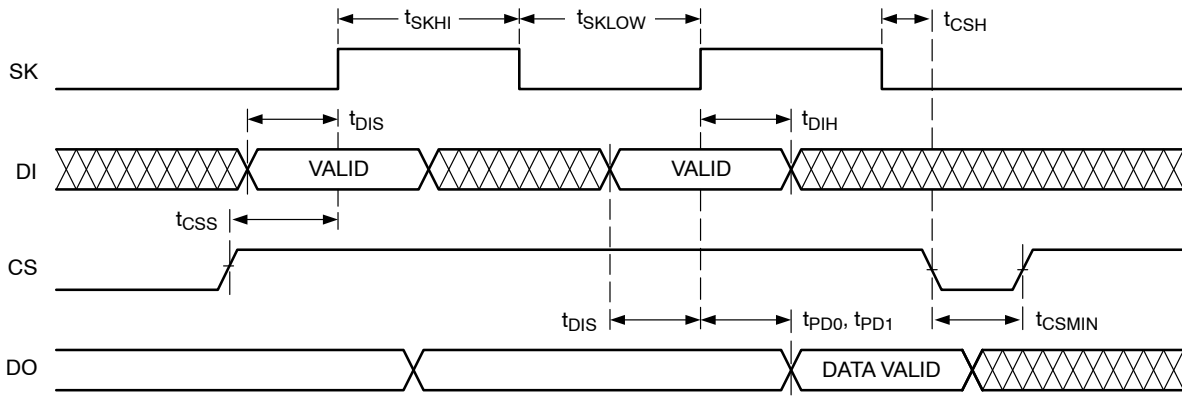 tSKHI tSKLOW tCSH
SK
tDIS tDIH
DI VALID VALID
tCSS
CS
tDIS tPD0, tPD1 tCSMIN
DO DATA VALID